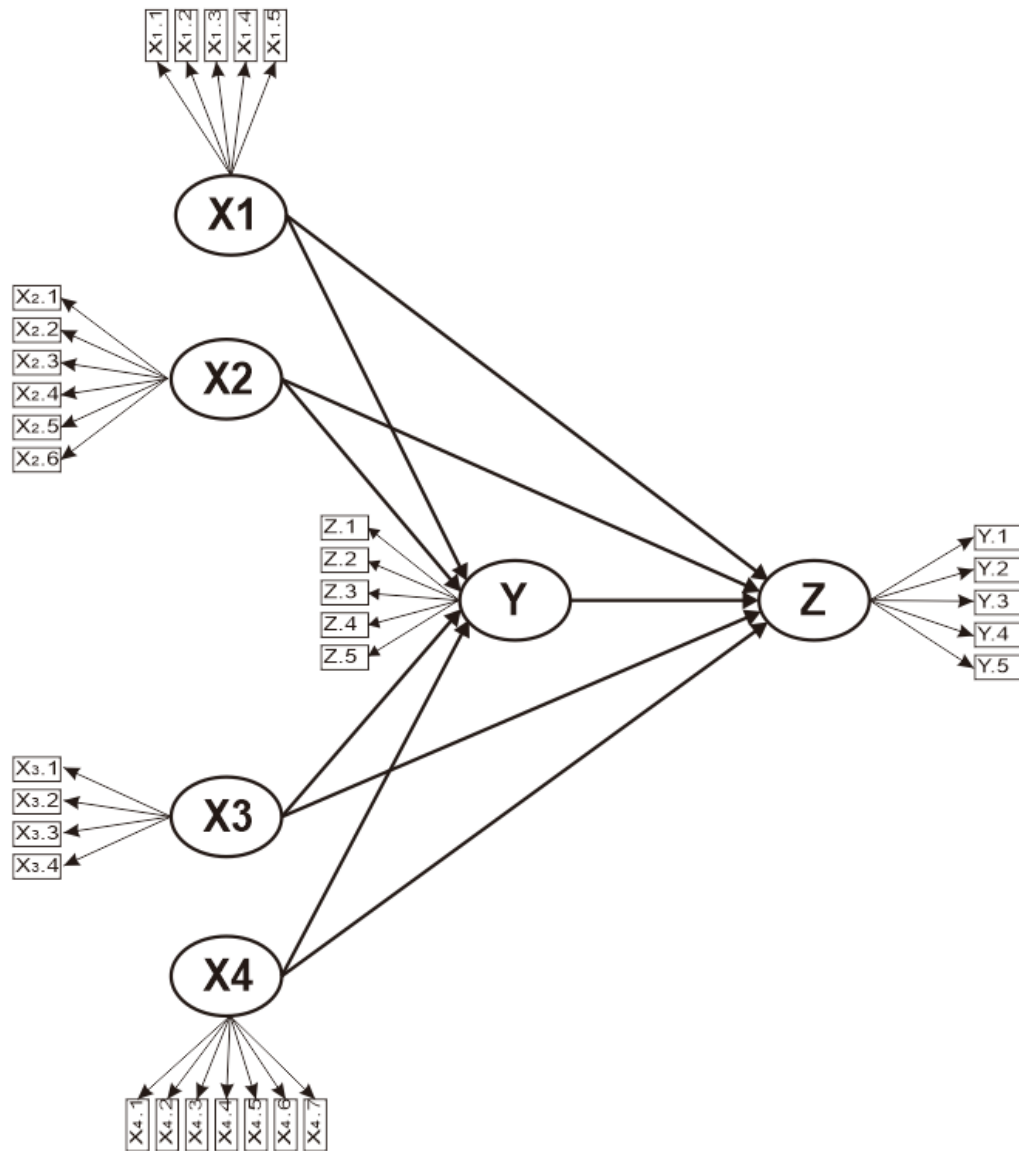 X₁.1
X₁.2
X₁.3
X₁.4
X₁.5
X1
X₂.1
X₂.2
X₂.3
X₂.4
X₂.5
X₂.6
X2
Z.1
Z.2
Z.3
Z.4
Z.5
Y
Z
Y.1
Y.2
Y.3
Y.4
Y.5
X₃.1
X₃.2
X₃.3
X₃.4
X3
X4
X₄.1
X₄.2
X₄.3
X₄.4
X₄.5
X₄.6
X₄.7